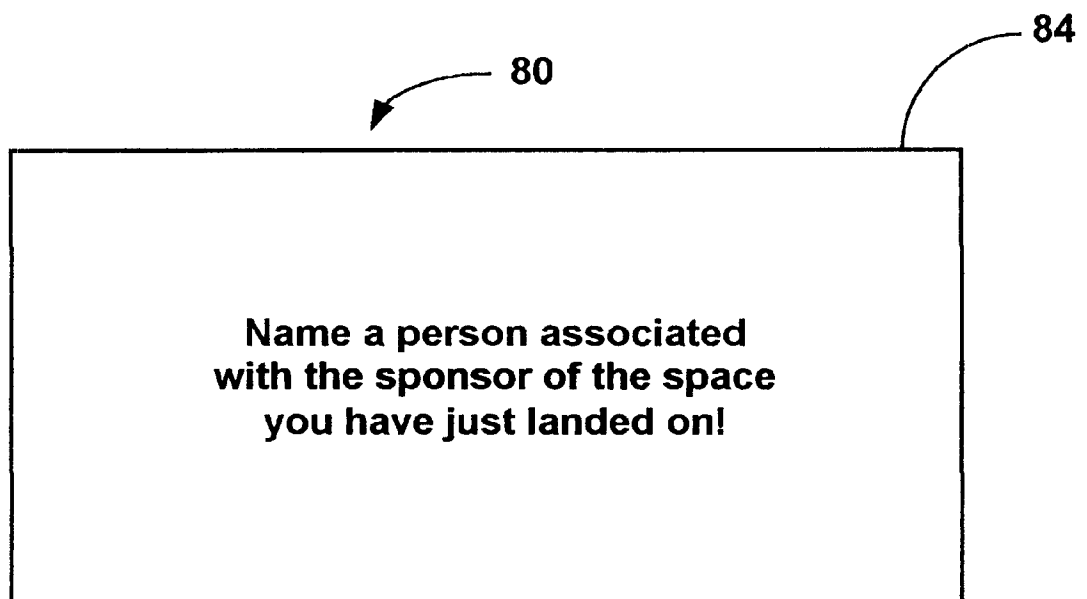 84
80
Name a person associated
with the sponsor of the space
you have just landed on!